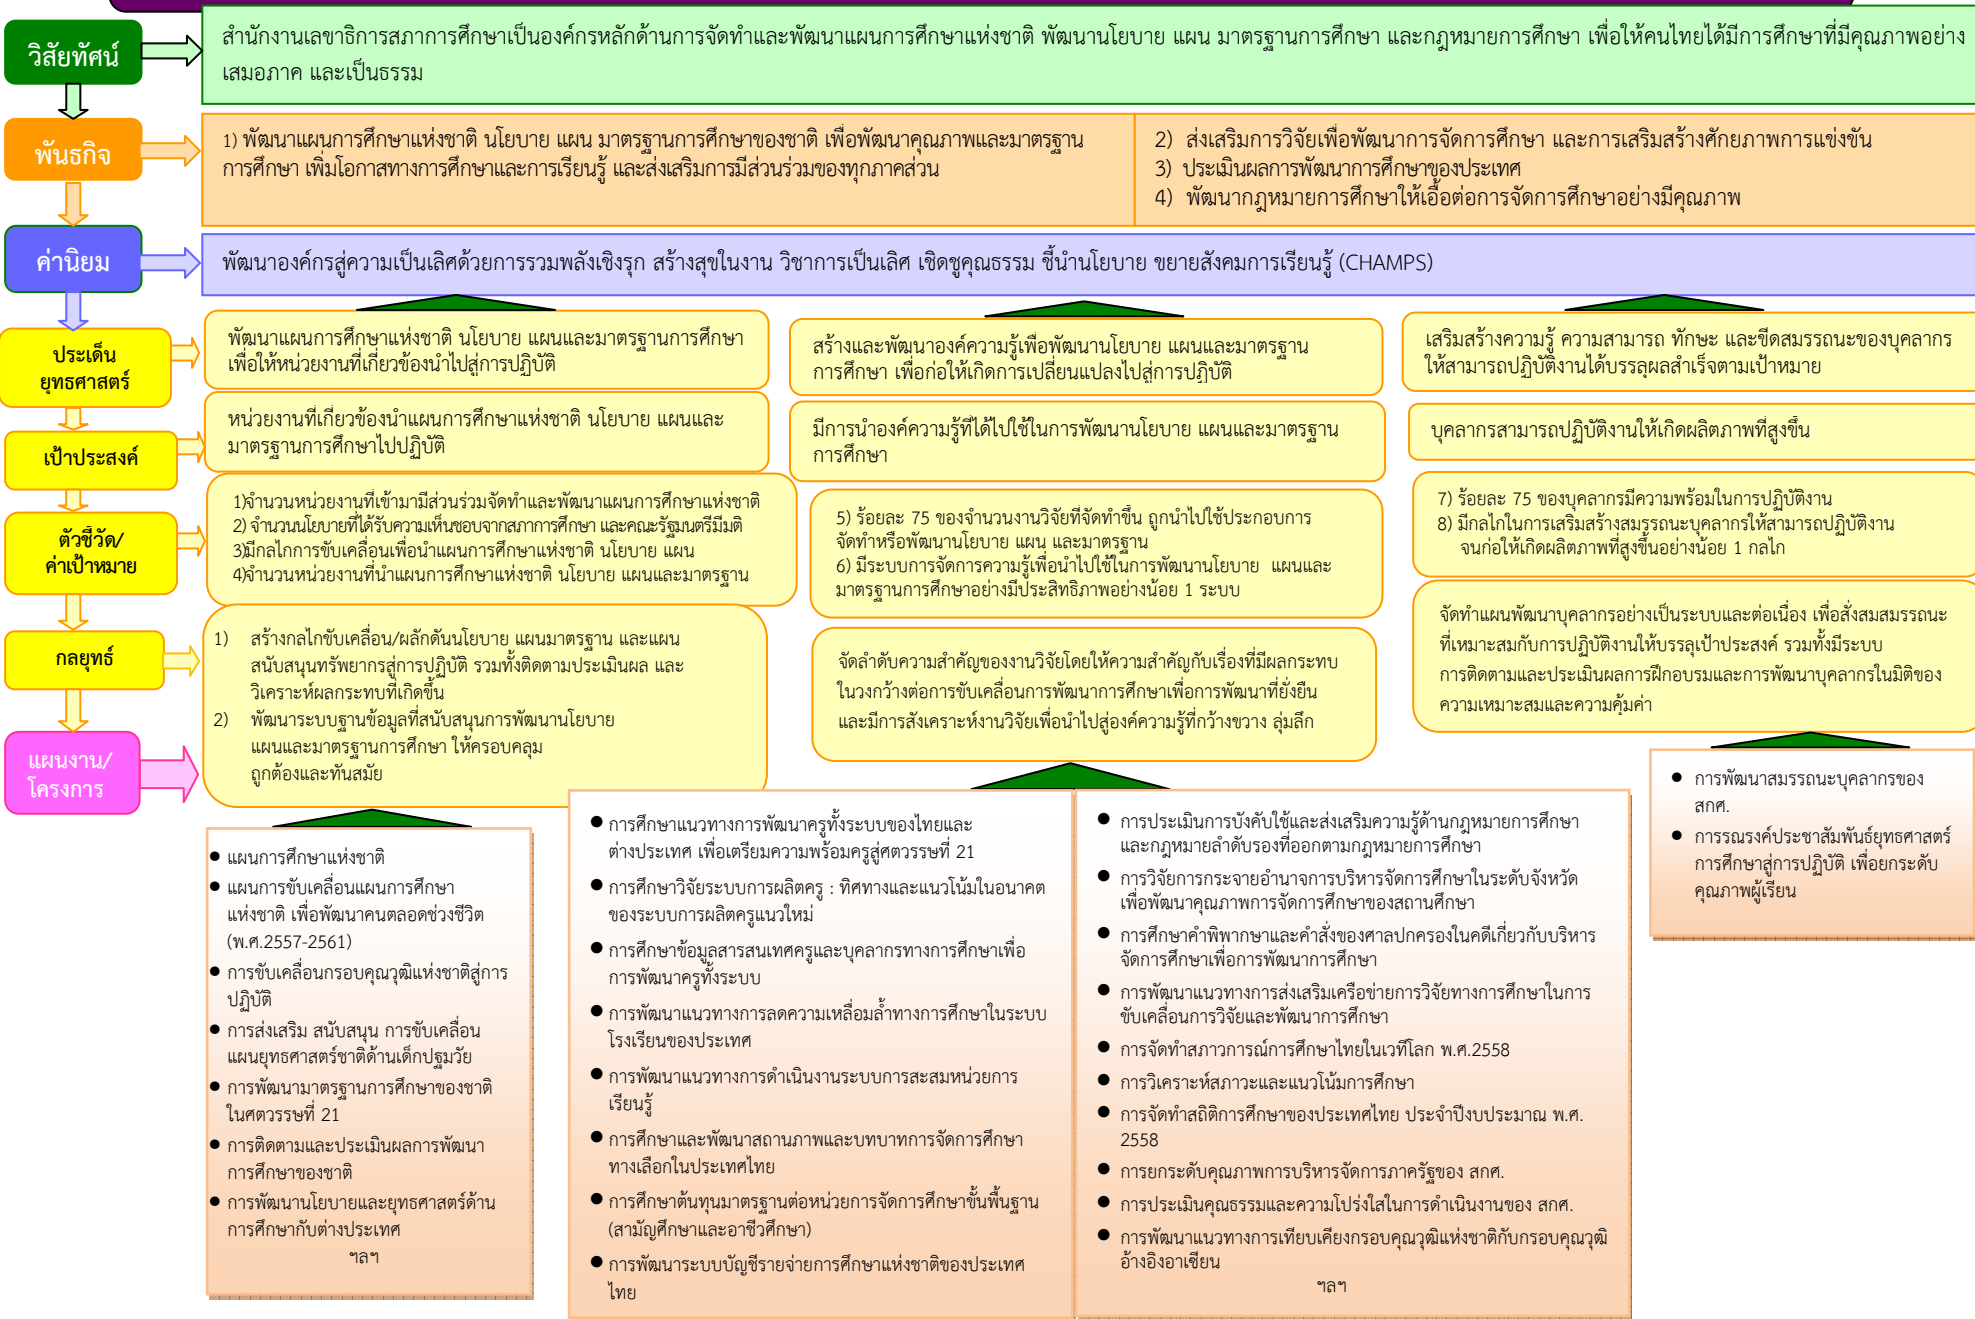 วิสัยทัศน์
สำนักงานเลขาธิการสภาการศึกษาเป็นองค์กรหลักด้านการจัดทำและพัฒนาแผนการศึกษาแห่งชาติ พัฒนานโยบาย แผน มาตรฐานการศึกษา และกฎหมายการศึกษา เพื่อให้คนไทยได้มีการศึกษาที่มีคุณภาพอย่าง
เสมอภาค และเป็นธรรม
พันธกิจ
1) พัฒนาแผนการศึกษาแห่งชาติ นโยบาย แผน มาตรฐานการศึกษาของชาติ เพื่อพัฒนาคุณภาพและมาตรฐาน
การศึกษา เพิ่มโอกาสทางการศึกษาและการเรียนรู้ และส่งเสริมการมีส่วนร่วมของทุกภาคส่วน
2) ส่งเสริมการวิจัยเพื่อพัฒนาการจัดการศึกษา และการเสริมสร้างศักยภาพการแข่งขัน
3) ประเมินผลการพัฒนาการศึกษาของประเทศ
4) พัฒนากฎหมายการศึกษาให้เอื้อต่อการจัดการศึกษาอย่างมีคุณภาพ
ค่านิยม
พัฒนาองค์กรสู่ความเป็นเลิศด้วยการรวมพลังเชิงรุก สร้างสุขในงาน วิชาการเป็นเลิศ เชิดชูคุณธรรม ชี้นำนโยบาย ขยายสังคมการเรียนรู้ (CHAMPS)
ประเด็น
ยุทธศาสตร์
พัฒนาแผนการศึกษาแห่งชาติ นโยบาย แผนและมาตรฐานการศึกษา
เพื่อให้หน่วยงานที่เกี่ยวข้องนำไปสู่การปฏิบัติ
สร้างและพัฒนาองค์ความรู้เพื่อพัฒนานโยบาย แผนและมาตรฐาน
การศึกษา เพื่อก่อให้เกิดการเปลี่ยนแปลงไปสู่การปฏิบัติ
เสริมสร้างความรู้ ความสามารถ ทักษะ และขีดสมรรถนะของบุคลากร
ให้สามารถปฏิบัติงานได้บรรลุผลสำเร็จตามเป้าหมาย
เป้าประสงค์
หน่วยงานที่เกี่ยวข้องนำแผนการศึกษาแห่งชาติ นโยบาย แผนและ
มาตรฐานการศึกษาไปปฏิบัติ
มีการนำองค์ความรู้ที่ได้ไปใช้ในการพัฒนานโยบาย แผนและมาตรฐาน
การศึกษา
บุคลากรสามารถปฏิบัติงานให้เกิดผลิตภาพที่สูงขึ้น
ตัวชี้วัด/
ค่าเป้าหมาย
1)จำนวนหน่วยงานที่เข้ามามีส่วนร่วมจัดทำและพัฒนาแผนการศึกษาแห่งชาติ
2) จำนวนนโยบายที่ได้รับความเห็นชอบจากสภาการศึกษา และคณะรัฐมนตรีมีมติ
3)มีกลไกการขับเคลื่อนเพื่อนำแผนการศึกษาแห่งชาติ นโยบาย แผน
4)จำนวนหน่วยงานที่นำแผนการศึกษาแห่งชาติ นโยบาย แผนและมาตรฐาน
5) ร้อยละ 75 ของจำนวนงานวิจัยที่จัดทำขึ้น ถูกนำไปใช้ประกอบการ
จัดทำหรือพัฒนานโยบาย แผน และมาตรฐาน
6) มีระบบการจัดการความรู้เพื่อนำไปใช้ในการพัฒนานโยบาย แผนและ
มาตรฐานการศึกษาอย่างมีประสิทธิภาพอย่างน้อย 1 ระบบ
7) ร้อยละ 75 ของบุคลากรมีความพร้อมในการปฏิบัติงาน
8) มีกลไกในการเสริมสร้างสมรรถนะบุคลากรให้สามารถปฏิบัติงาน
จนก่อให้เกิดผลิตภาพที่สูงขึ้นอย่างน้อย 1 กลไก
กลยุทธ์
1) สร้างกลไกขับเคลื่อน/ผลักดันนโยบาย แผนมาตรฐาน และแผน
สนับสนุนทรัพยากรสู่การปฏิบัติ รวมทั้งติดตามประเมินผล และ
วิเคราะห์ผลกระทบที่เกิดขึ้น
2) พัฒนาระบบฐานข้อมูลที่สนับสนุนการพัฒนานโยบาย
แผนและมาตรฐานการศึกษา ให้ครอบคลุม
ถูกต้องและทันสมัย
จัดลำดับความสำคัญของงานวิจัยโดยให้ความสำคัญกับเรื่องที่มีผลกระทบ
ในวงกว้างต่อการขับเคลื่อนการพัฒนาการศึกษาเพื่อการพัฒนาที่ยั่งยืน
และมีการสังเคราะห์งานวิจัยเพื่อนำไปสู่องค์ความรู้ที่กว้างขวาง ลุ่มลึก
จัดทำแผนพัฒนาบุคลากรอย่างเป็นระบบและต่อเนื่อง เพื่อสั่งสมสมรรถนะ
ที่เหมาะสมกับการปฏิบัติงานให้บรรลุเป้าประสงค์ รวมทั้งมีระบบ
การติดตามและประเมินผลการฝึกอบรมและการพัฒนาบุคลากรในมิติของ
ความเหมาะสมและความคุ้มค่า
แผนงาน/
โครงการ
● แผนการศึกษาแห่งชาติ
● แผนการขับเคลื่อนแผนการศึกษา
แห่งชาติ เพื่อพัฒนาคนตลอดช่วงชีวิต
(พ.ศ.2557-2561)
● การขับเคลื่อนกรอบคุณวุฒิแห่งชาติสู่การ
ปฏิบัติ
● การส่งเสริม สนับสนุน การขับเคลื่อน
แผนยุทธศาสตร์ชาติด้านเด็กปฐมวัย
● การพัฒนามาตรฐานการศึกษาของชาติ
ในศตวรรษที่ 21
● การติดตามและประเมินผลการพัฒนา
การศึกษาของชาติ
● การพัฒนานโยบายและยุทธศาสตร์ด้าน
การศึกษากับต่างประเทศ
ฯลฯ
● การศึกษาแนวทางการพัฒนาครูทั้งระบบของไทยและ
ต่างประเทศ เพื่อเตรียมความพร้อมครูสู่ศตวรรษที่ 21
● การศึกษาวิจัยระบบการผลิตครู : ทิศทางและแนวโน้มในอนาคต
ของระบบการผลิตครูแนวใหม่
● การศึกษาข้อมูลสารสนเทศครูและบุคลากรทางการศึกษาเพื่อ
การพัฒนาครูทั้งระบบ
● การพัฒนาแนวทางการลดความเหลื่อมล้ำทางการศึกษาในระบบ
โรงเรียนของประเทศ
● การพัฒนาแนวทางการดำเนินงานระบบการสะสมหน่วยการ
เรียนรู้
● การศึกษาและพัฒนาสถานภาพและบทบาทการจัดการศึกษา
ทางเลือกในประเทศไทย
● การศึกษาต้นทุนมาตรฐานต่อหน่วยการจัดการศึกษาขั้นพื้นฐาน
(สามัญศึกษาและอาชีวศึกษา)
● การพัฒนาระบบบัญชีรายจ่ายการศึกษาแห่งชาติของประเทศ
ไทย
● การประเมินการบังคับใช้และส่งเสริมความรู้ด้านกฎหมายการศึกษา
และกฎหมายลำดับรองที่ออกตามกฎหมายการศึกษา
● การวิจัยการกระจายอำนาจการบริหารจัดการศึกษาในระดับจังหวัด
เพื่อพัฒนาคุณภาพการจัดการศึกษาของสถานศึกษา
● การศึกษาคำพิพากษาและคำสั่งของศาลปกครองในคดีเกี่ยวกับบริหาร
จัดการศึกษาเพื่อการพัฒนาการศึกษา
● การพัฒนาแนวทางการส่งเสริมเครือข่ายการวิจัยทางการศึกษาในการ
ขับเคลื่อนการวิจัยและพัฒนาการศึกษา
● การจัดทำสภาวการณ์การศึกษาไทยในเวทีโลก พ.ศ.2558
● การวิเคราะห์สภาวะและแนวโน้มการศึกษา
● การจัดทำสถิติการศึกษาของประเทศไทย ประจำปีงบประมาณ พ.ศ.
2558
● การยกระดับคุณภาพการบริหารจัดการภาครัฐของ สกศ.
● การประเมินคุณธรรมและความโปร่งใสในการดำเนินงานของ สกศ.
● การพัฒนาแนวทางการเทียบเคียงกรอบคุณวุฒิแห่งชาติกับกรอบคุณวุฒิ
อ้างอิงอาเซียน
ฯลฯ
● การพัฒนาสมรรถนะบุคลากรของ
สกศ.
● การรณรงค์ประชาสัมพันธ์ยุทธศาสตร์
การศึกษาสู่การปฏิบัติ เพื่อยกระดับ
คุณภาพผู้เรียน